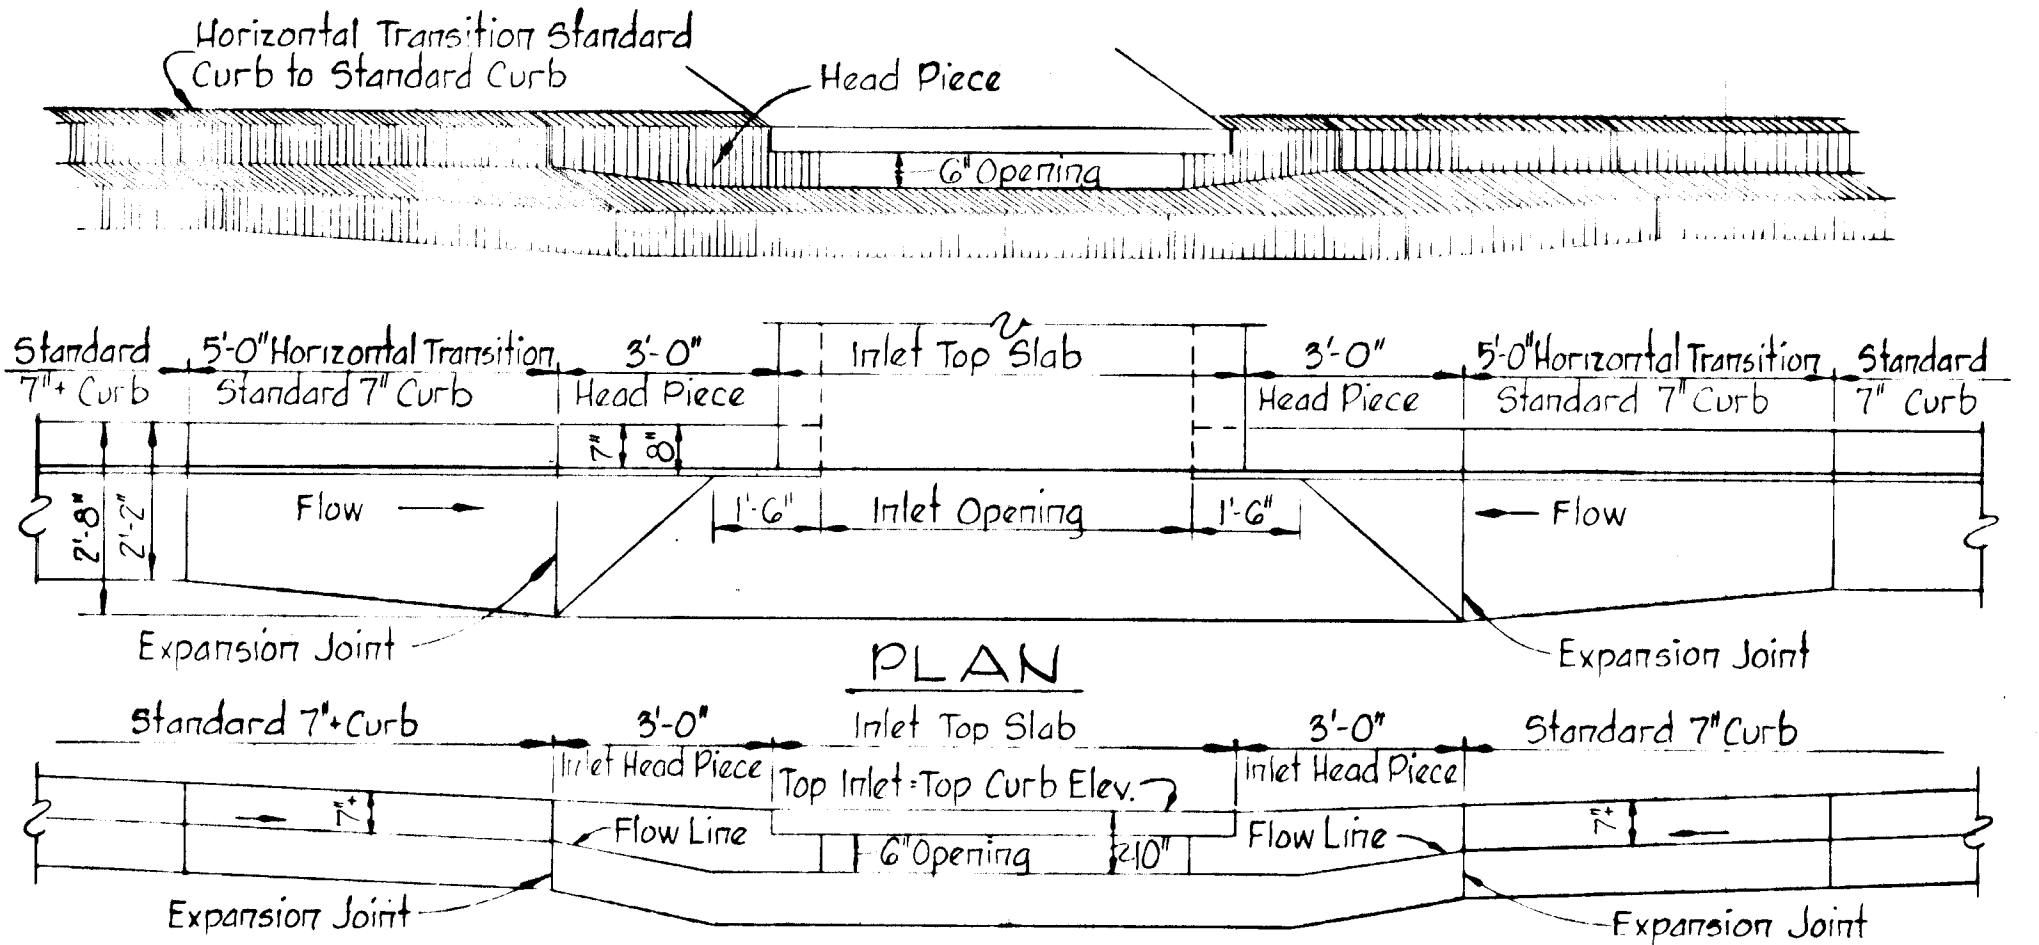 Horizontal Transition Standard
Curb to Standard Curb
Head Piece
6" Opening
Standard
7"+ Curb
5'-0" Horizontal Transition
Standard 7" Curb
3'-0"
Head Piece
Inlet Top Slab
3'-0"
Head Piece
5'-0" Horizontal Transition
Standard 7" Curb
Standard
7" Curb
7"
8"
2'-8"
2'-2"
Flow
1'-6"
Inlet Opening
1'-6"
Flow
Expansion Joint
Expansion Joint
PLAN
Standard 7"+ Curb
3'-0"
Inlet Head Piece
Inlet Top Slab
3'-0"
Inlet Head Piece
Standard 7" Curb
Top Inlet = Top Curb Elev.
7"+
Flow Line
6" Opening
Flow Line
7"+
Expansion Joint
Expansion Joint